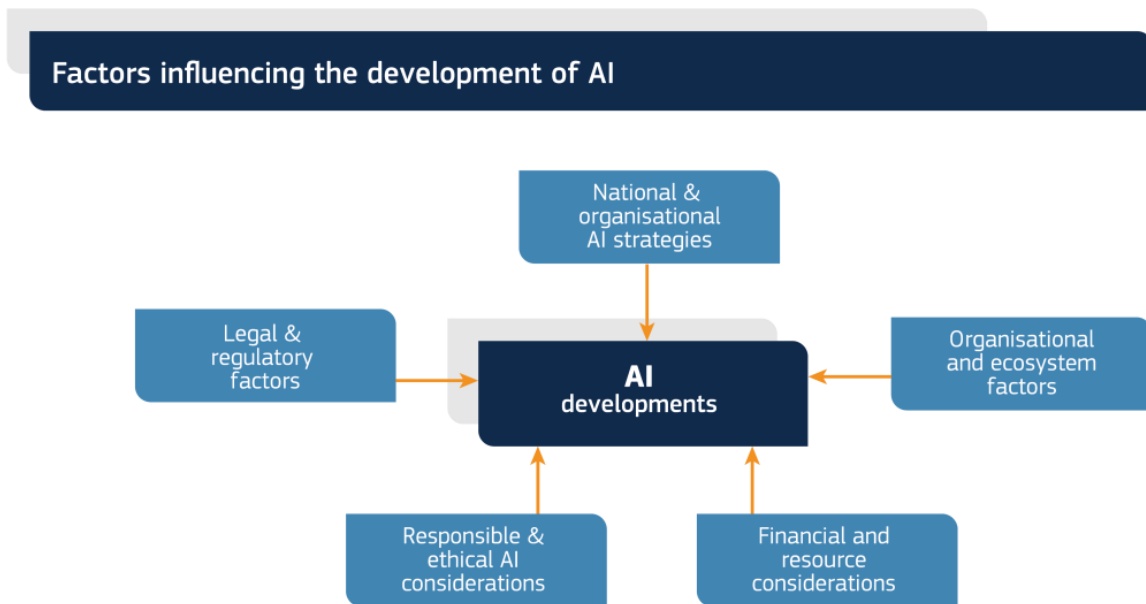 Factors influencing the development of AI
National &
organisational
AI strategies
Legal &
regulatory
factors
AI
developments
Organisational
and ecosystem
factors
Responsible &
ethical AI
considerations
Financial and
resource
considerations